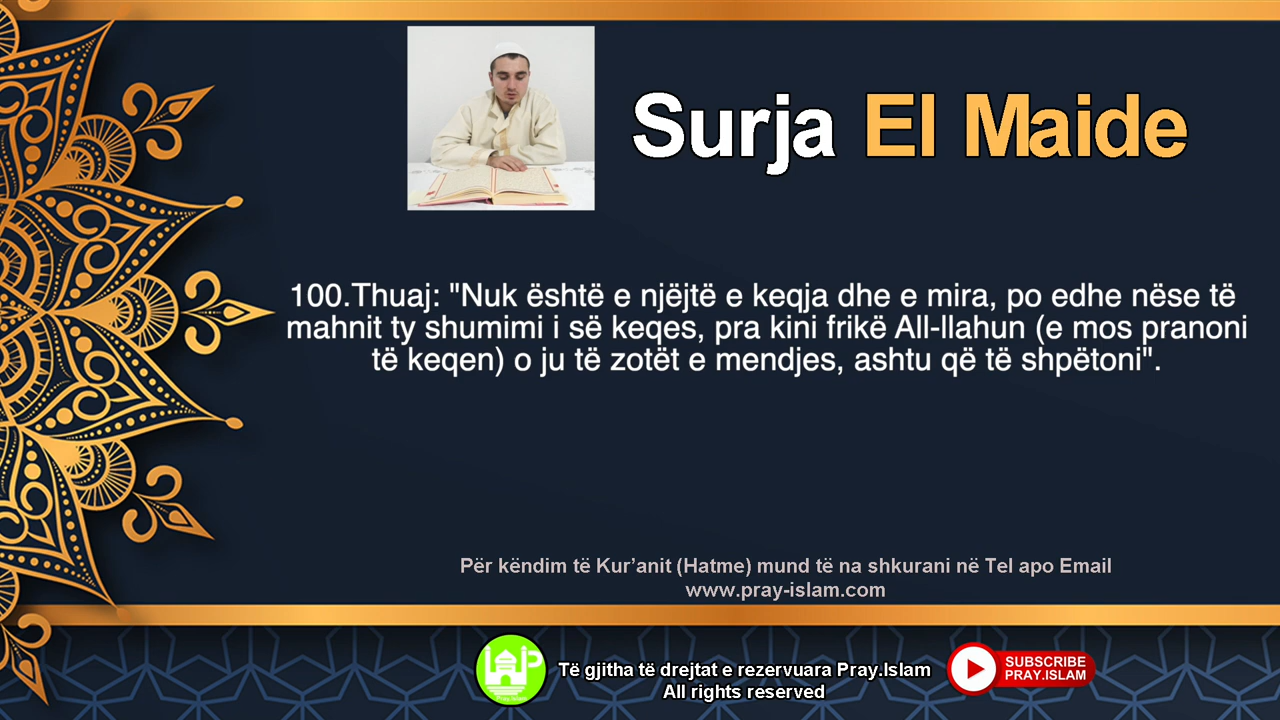 Surja El Maide
100.Thuaj: "Nuk është e njëjtë e keqja dhe e mira, po edhe nëse të
mahnit ty shumimi i së keqes, pra kini frikë All-llahun (e mos pranoni
të keqen) o ju të zotët e mendjes, ashtu që të shpëtoni".
Për këndim të Kur’anit (Hatme) mund të na shkurani në Tel apo Email
www.pray-islam.com
Të gjitha të drejtat e rezervuara Pray.Islam
All rights reserved
SUBSCRIBE
PRAY.ISLAM
Pray Islam